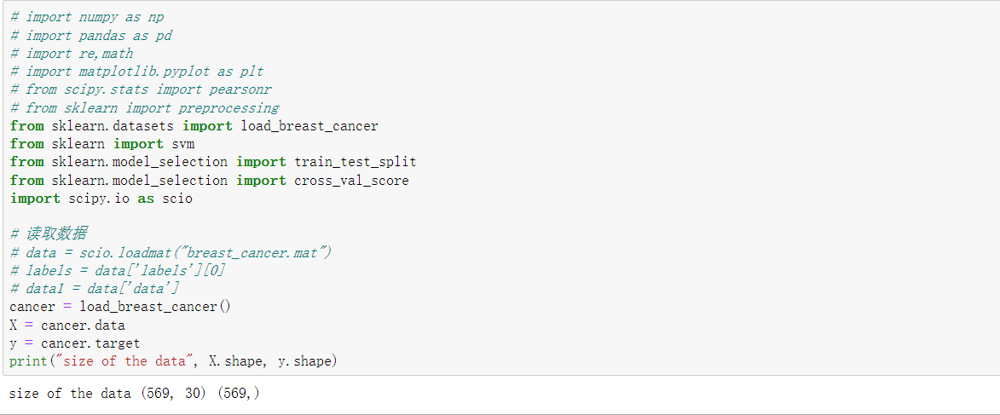 # import numpy as np
# import pandas as pd
# import re,math
# import matplotlib.pyplot as plt
# from scipy.stats import pearsonr
# from sklearn import preprocessing
from sklearn.datasets import load_breast_cancer
from sklearn import svm
from sklearn.model_selection import train_test_split
from sklearn.model_selection import cross_val_score
import scipy.io as scio
# 读取数据
# data = scio.loadmat("breast_cancer.mat")
# labels = data['labels'][0]
# data1 = data['data']
cancer = load_breast_cancer()
X = cancer.data
y = cancer.target
print("size of the data", X.shape, y.shape)
size of the data (569, 30) (569,)